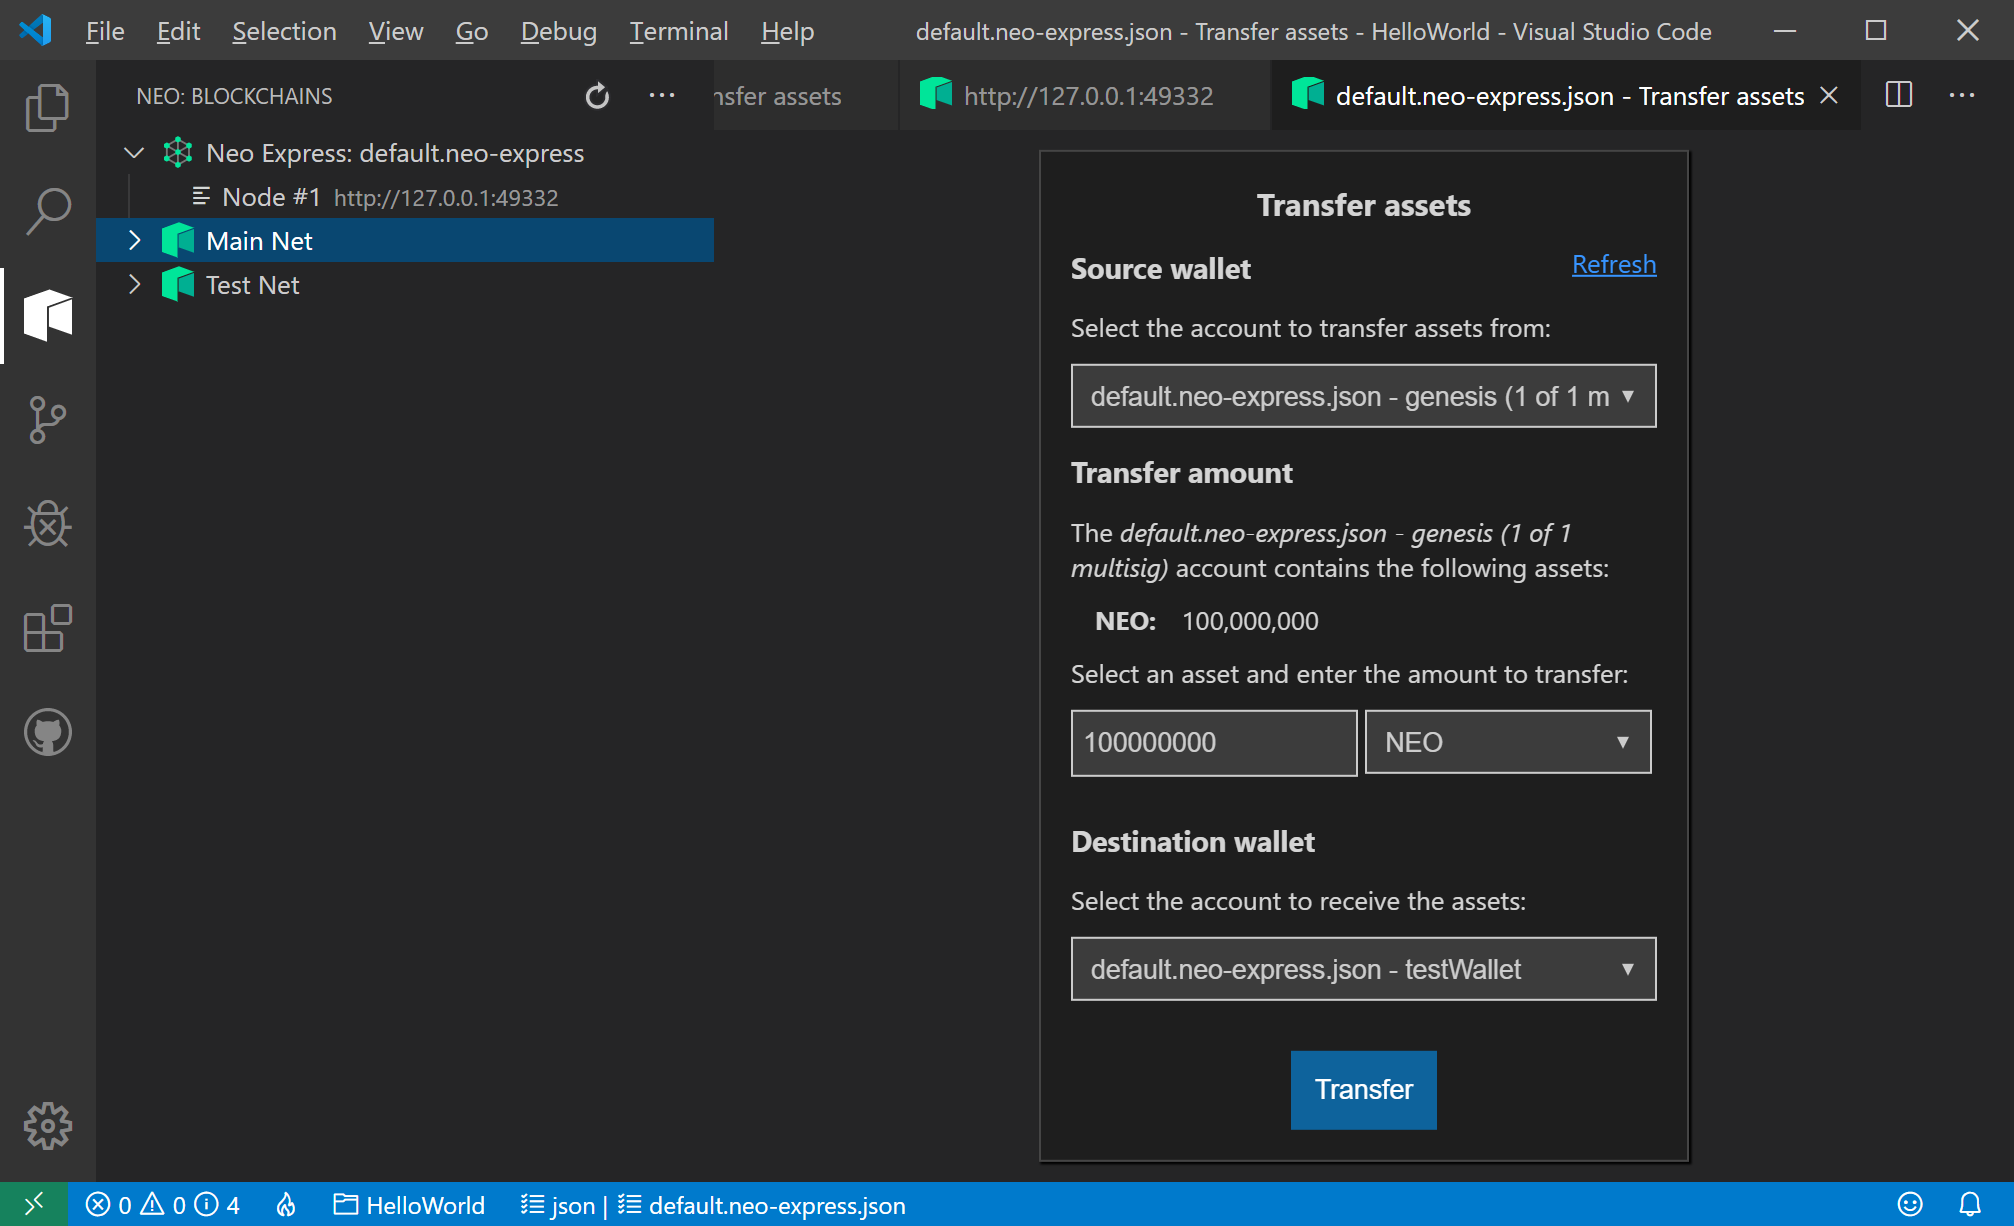 File Edit Selection View Go Debug Terminal Help default.neo-express.json - Transfer assets - HelloWorld - Visual Studio Code
NEO: BLOCKCHAINS
nsfer assets http://127.0.0.1:49332 default.neo-express.json - Transfer assets
Neo Express: default.neo-express
Node #1 http://127.0.0.1:49332
Main Net
Test Net
Transfer assets
Source wallet Refresh
Select the account to transfer assets from:
default.neo-express.json - genesis (1 of 1 m
Transfer amount
The default.neo-express.json - genesis (1 of 1
multisig) account contains the following assets:
NEO: 100,000,000
Select an asset and enter the amount to transfer:
100000000 NEO
Destination wallet
Select the account to receive the assets:
default.neo-express.json - testWallet
Transfer
0 0 4 HelloWorld json | default.neo-express.json